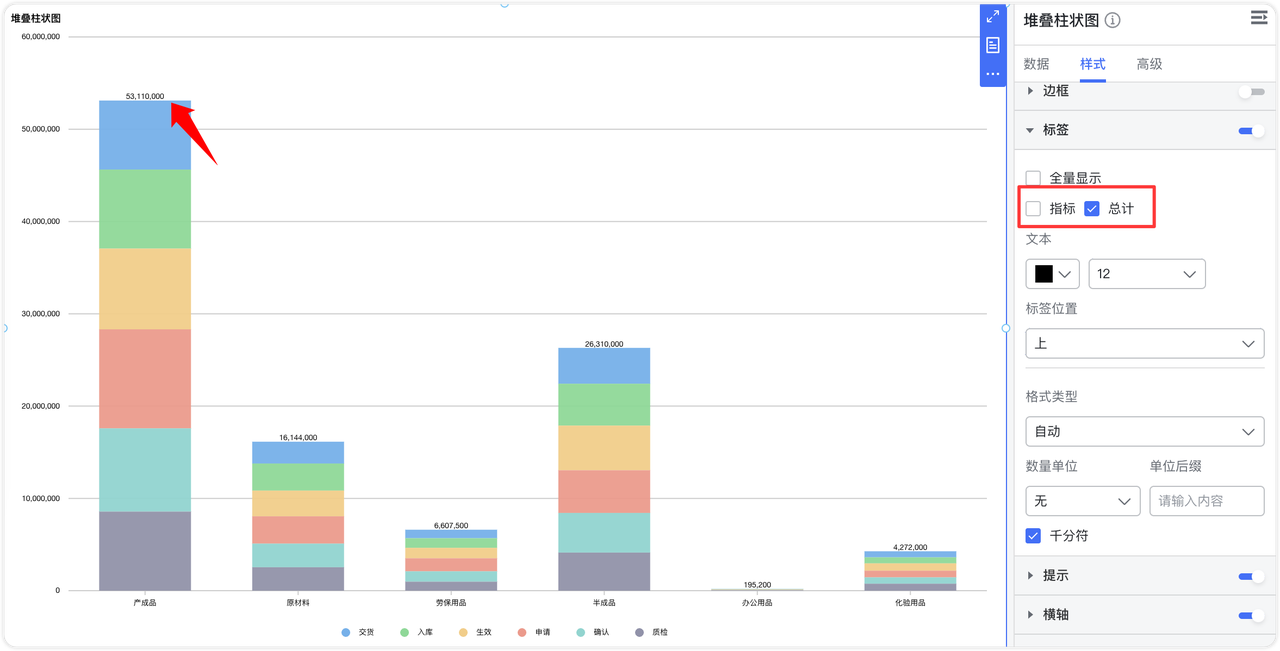 堆叠柱状图
60,000,000
50,000,000
40,000,000
30,000,000
20,000,000
10,000,000
0
53,110,000
16,144,000
6,607,500
26,310,000
195,200
4,272,000
产成品 原材料 劳保用品 半成品 办公用品 化验用品
交货 入库 生效 申请 确认 质检
堆叠柱状图
数据 样式 高级
边框
标签
全量显示
指标 总计
文本
12
标签位置
上
格式类型
自动
数量单位 单位后缀
无 请输入内容
千分符
提示
横轴